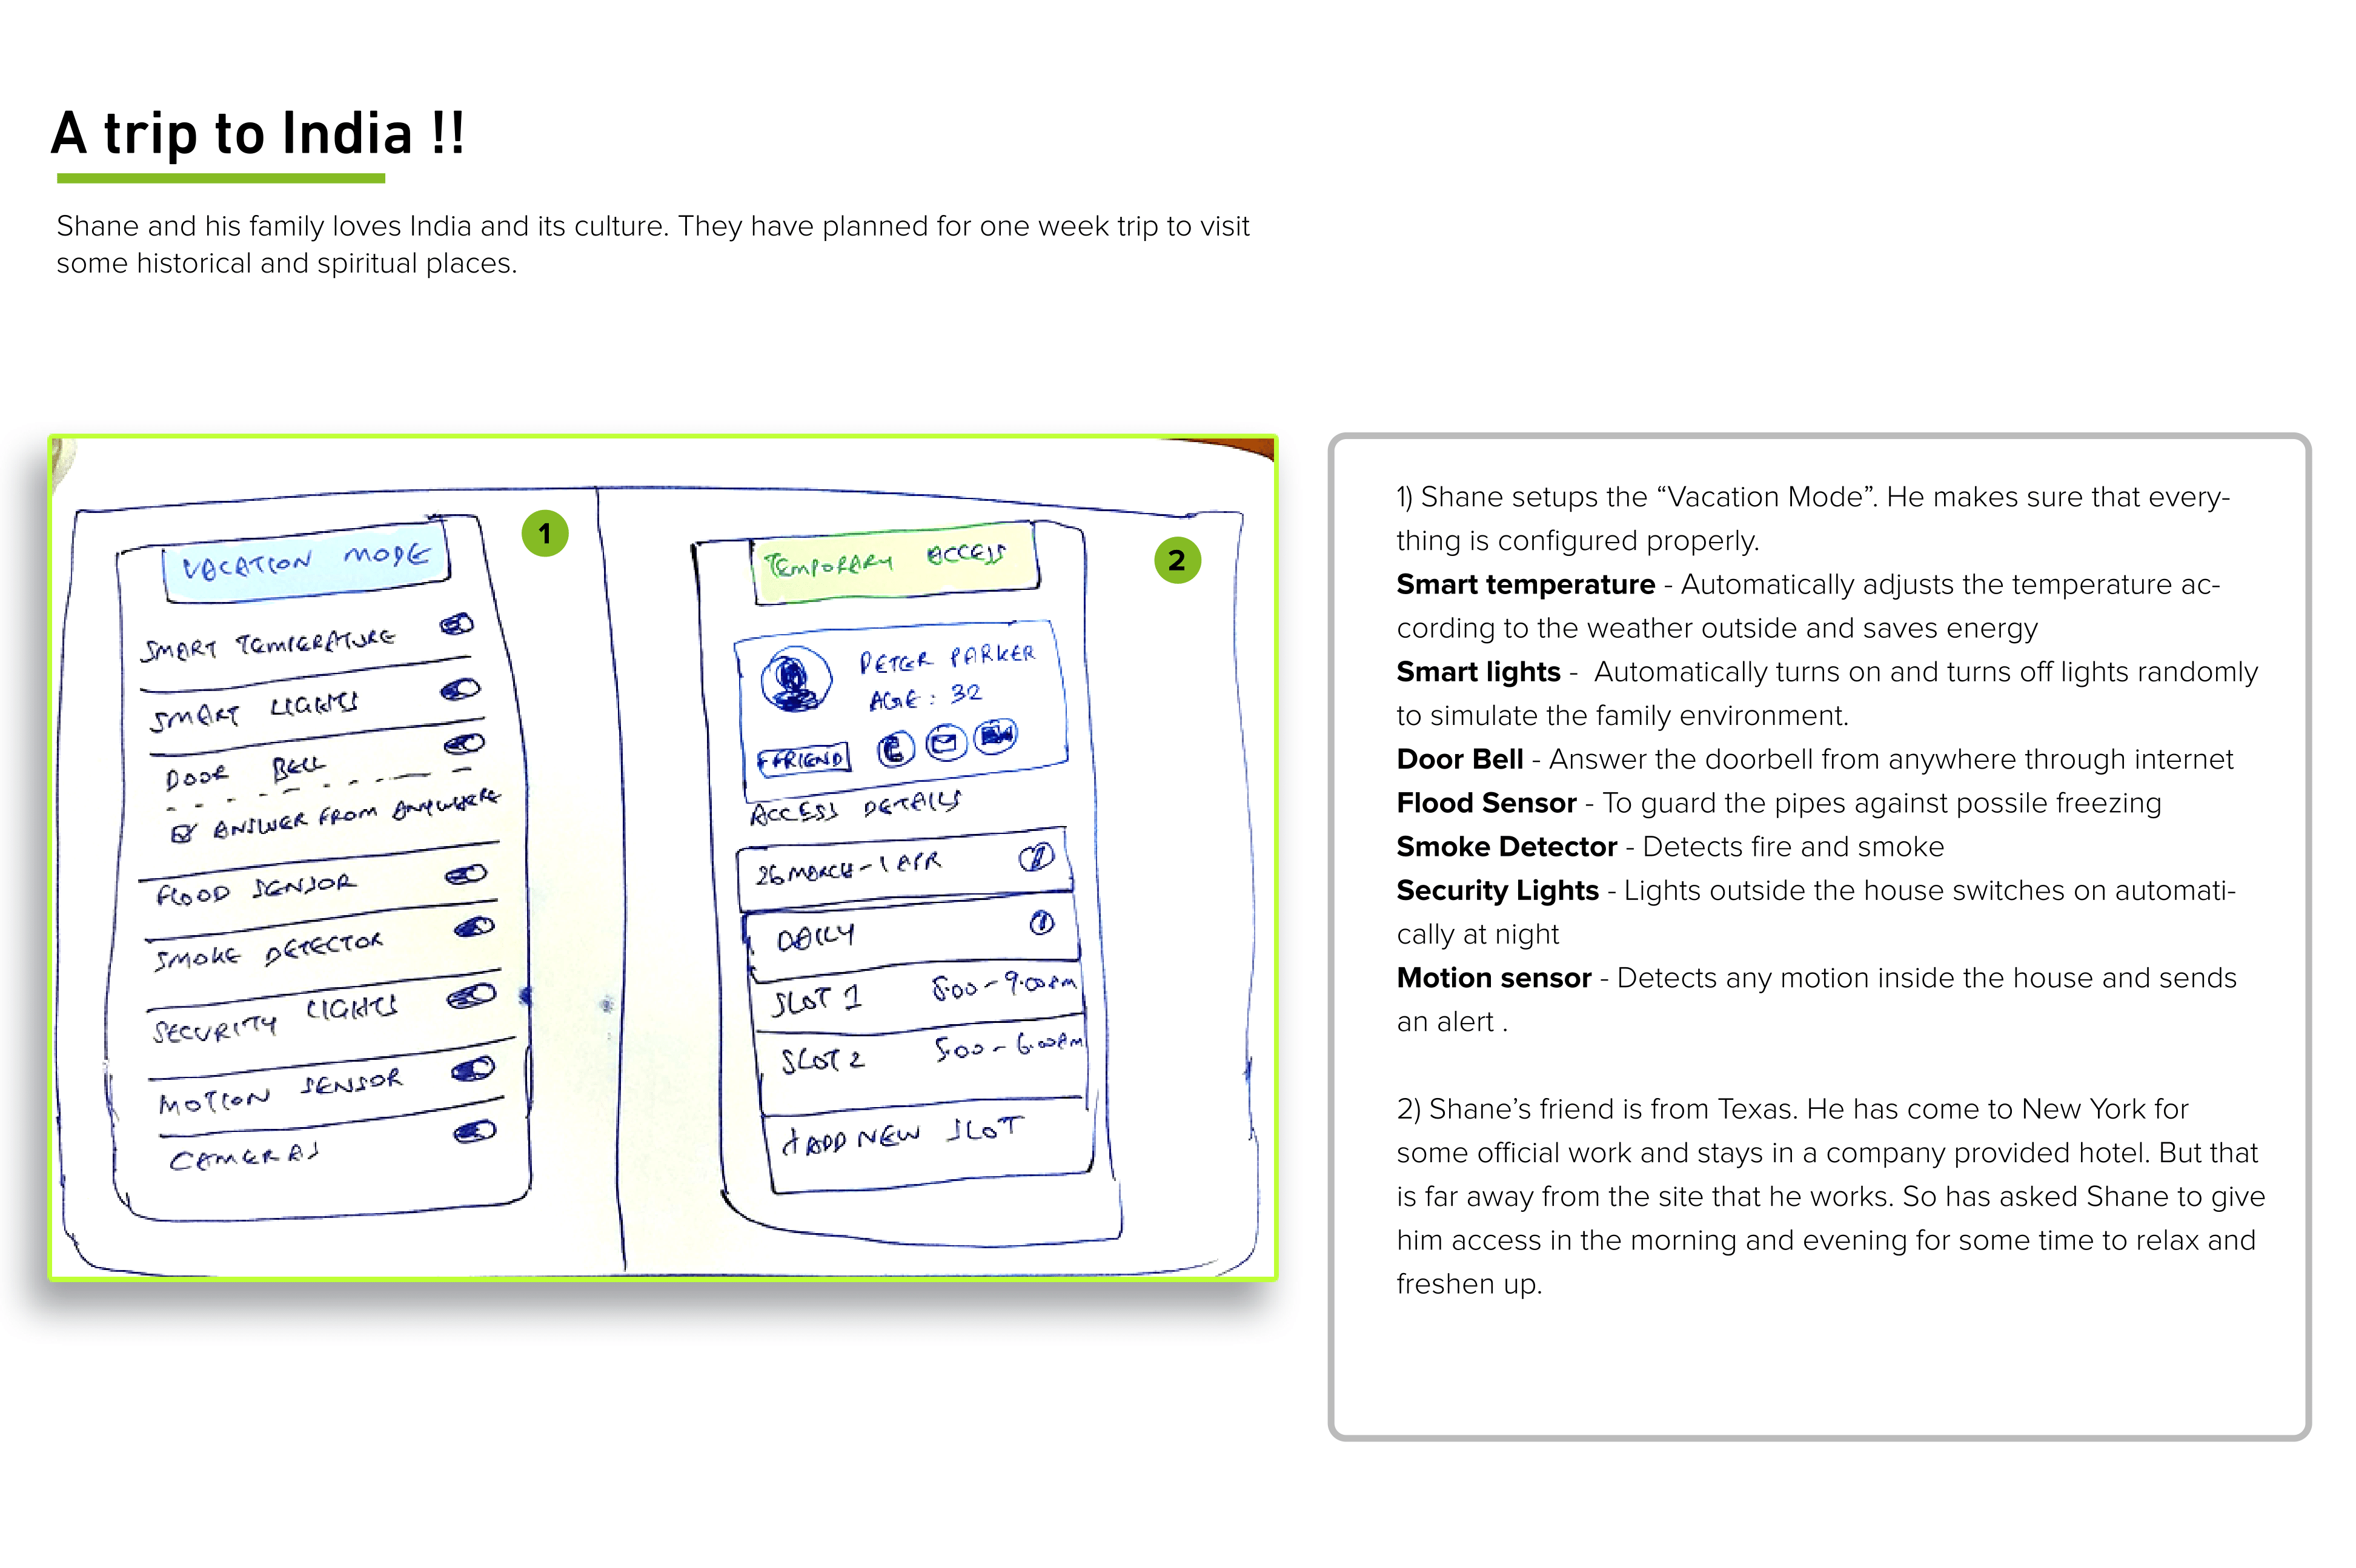 A trip to India !!
Shane and his family loves India and its culture. They have planned for one week trip to visit
some historical and spiritual places.
1
VACATION MODE
SMART TEMPERATURE
SMART LIGHTS
DOOR BELL
ANSWER FROM ANYWHERE
FLOOD SENSOR
SMOKE DETECTOR
SECURITY LIGHTS
MOTION SENSOR
CAMERAS
2
TEMPORARY ACCESS
PETER PARKER
AGE : 32
FRIEND
ACCESS DETAILS
26 MARCH - 1 APR
DAILY
SLOT 1 8:00 - 9:00
SLOT 2 5:00 - 6:00PM
+ ADD NEW SLOT
1) Shane setups the “Vacation Mode”. He makes sure that every-
thing is configured properly.
Smart temperature - Automatically adjusts the temperature ac-
cording to the weather outside and saves energy
Smart lights - Automatically turns on and turns off lights randomly
to simulate the family environment.
Door Bell - Answer the doorbell from anywhere through internet
Flood Sensor - To guard the pipes against possile freezing
Smoke Detector - Detects fire and smoke
Security Lights - Lights outside the house switches on automati-
cally at night
Motion sensor - Detects any motion inside the house and sends
an alert .
2) Shane’s friend is from Texas. He has come to New York for
some official work and stays in a company provided hotel. But that
is far away from the site that he works. So has asked Shane to give
him access in the morning and evening for some time to relax and
freshen up.